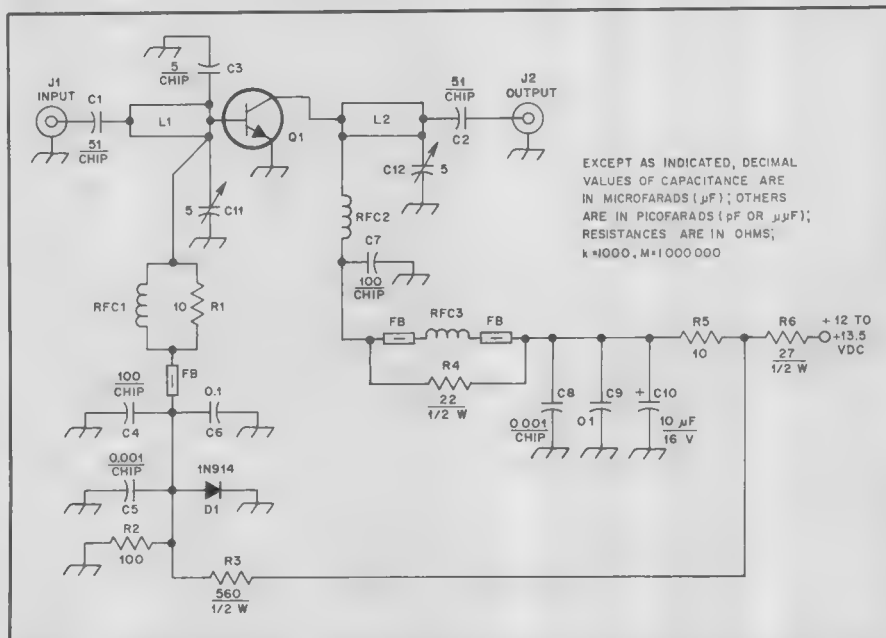 J1
INPUT
C1
51
CHIP
L1
5
CHIP
C3
Q1
5
C11
L2
51
CHIP
C2
J2
OUTPUT
C12
5
RFC2
C7
100
CHIP
EXCEPT AS INDICATED, DECIMAL
VALUES OF CAPACITANCE ARE
IN MICROFARADS (µF); OTHERS
ARE IN PICOFARADS (pF OR µµF);
RESISTANCES ARE IN OHMS;
k=1000, M=1000000
RFC1
10
R1
FB
FB
RFC3
FB
R4
22
1/2 W
R5
10
R6
27
1/2 W
+12 TO
+13.5
VDC
100
CHIP
C4
0.1
C6
C8
0.001
CHIP
C9
0.1
+
C10
10 µF
16 V
0.001
CHIP
C5
1N914
D1
R2
100
R3
560
1/2 W